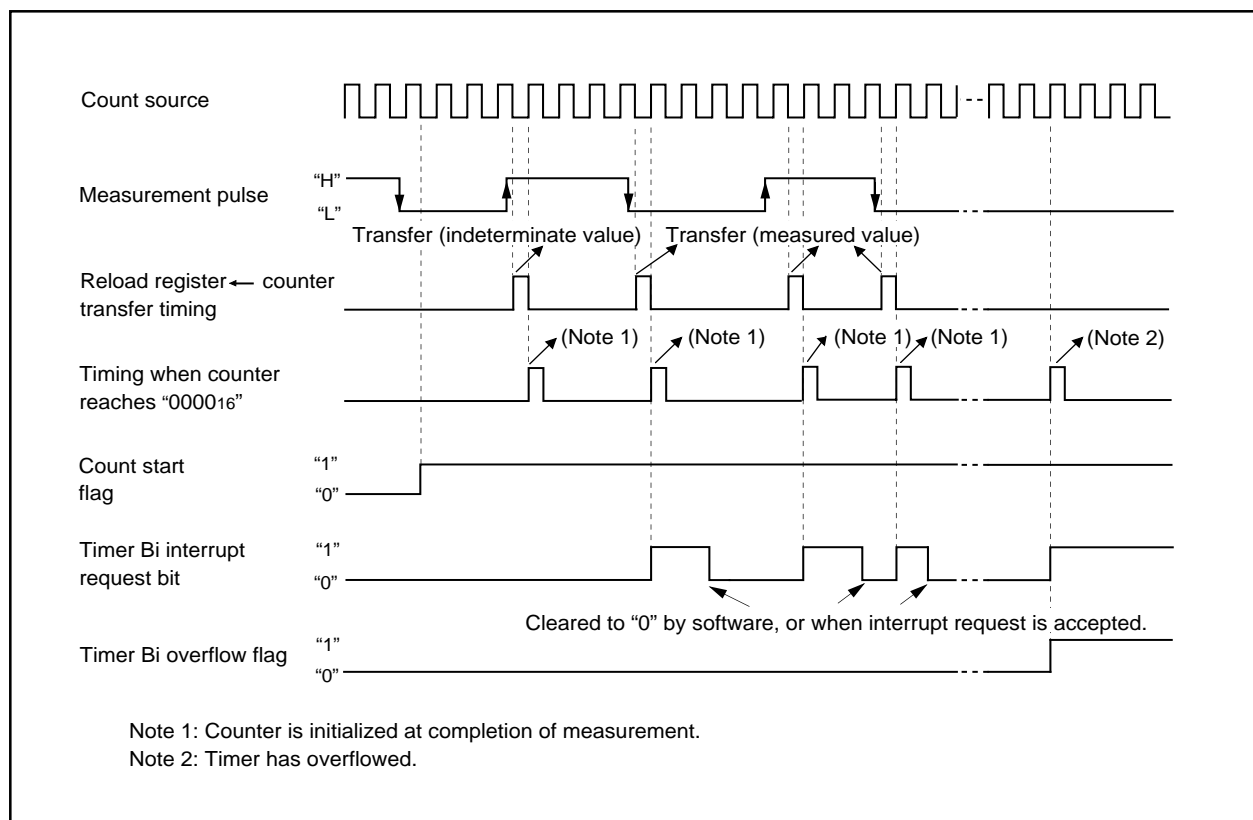 Count source
Measurement pulse
“H”
“L”
Transfer (indeterminate value)
Transfer (measured value)
Reload register ← counter
transfer timing
(Note 1)
(Note 1)
(Note 1)
(Note 1)
(Note 2)
Timing when counter
reaches “000016”
Count start
flag
“1”
“0”
Timer Bi interrupt
request bit
“1”
“0”
Cleared to “0” by software, or when interrupt request is accepted.
Timer Bi overflow flag
“1”
“0”
Note 1: Counter is initialized at completion of measurement.
Note 2: Timer has overflowed.